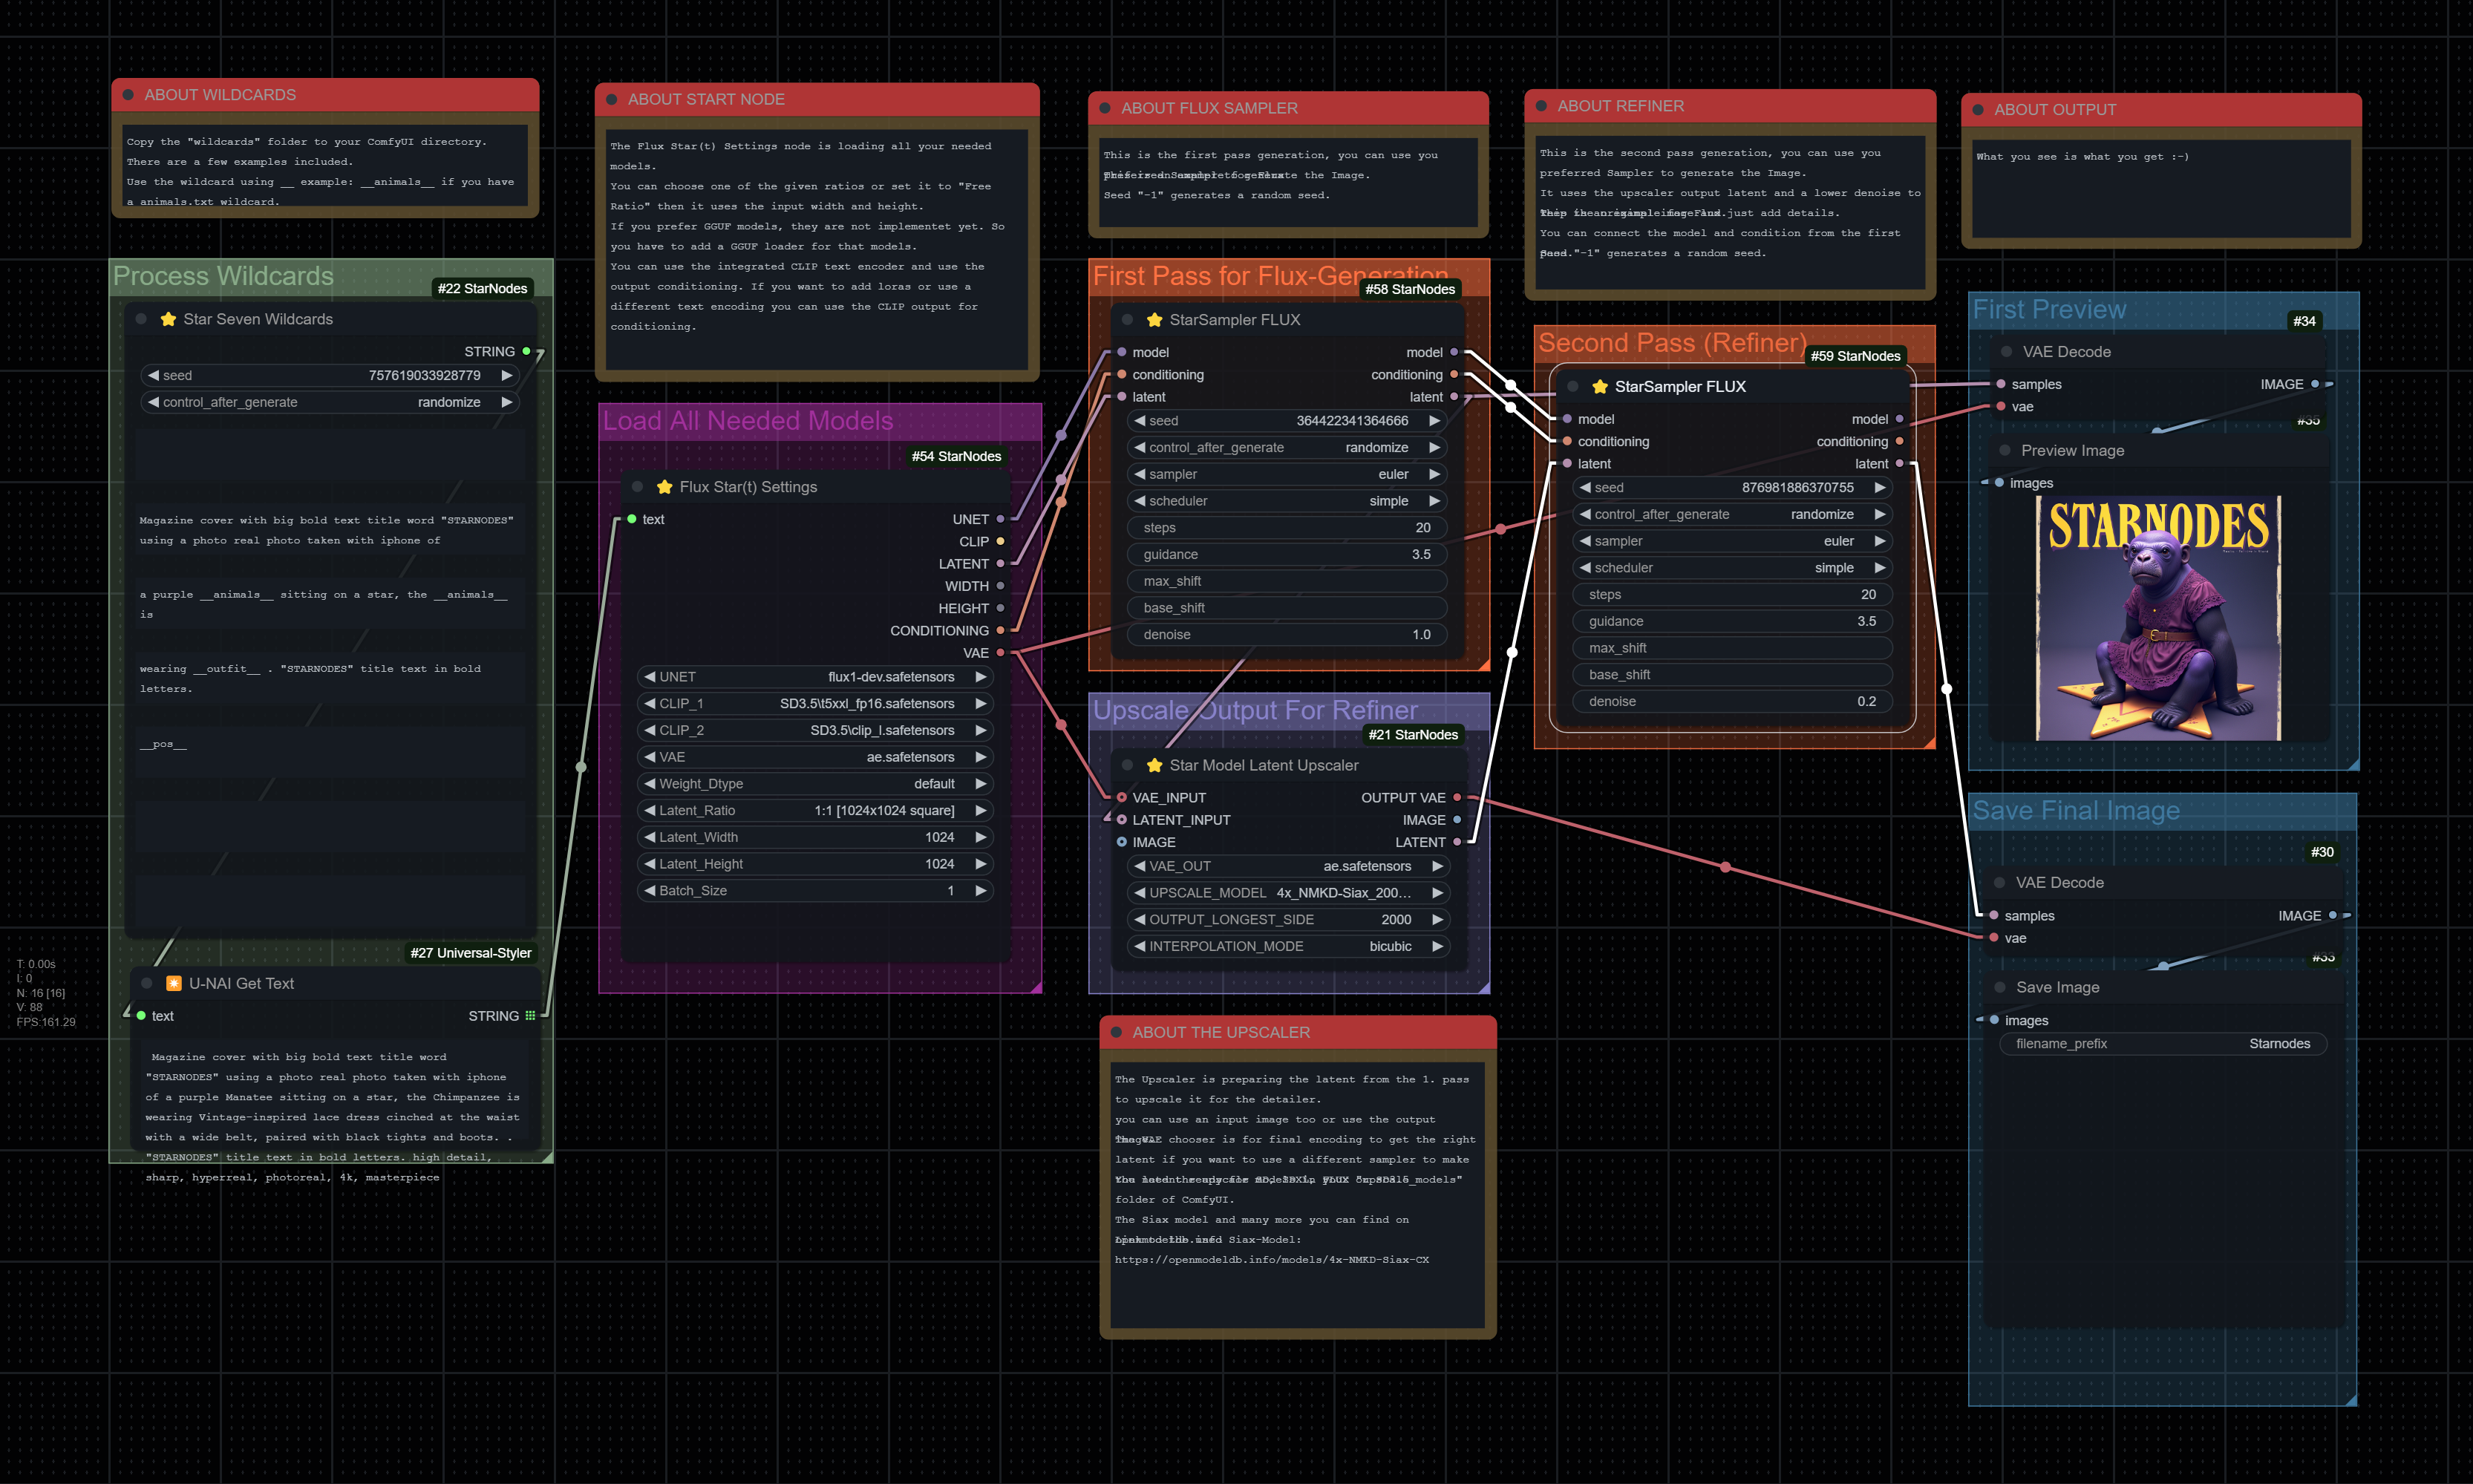 ABOUT WILDCARDS
Copy the "wildcards" folder to your ComfyUI directory.
There are a few examples included.
Use the wildcard using __ example: __animals__ if you have
a animals.txt wildcard.
ABOUT START NODE
The Flux Star(t) Settings node is loading all your needed
models.
You can choose one of the given ratios or set it to "Free
Ratio" then it uses the input width and height.
If you prefer GGUF models, they are not implementet yet. So
you have to add a GGUF loader for that models.
You can use the integrated CLIP text encoder and use the
output conditioning. If you want to add loras or use a
different text encoding you can use the CLIP output for
conditioning.
ABOUT FLUX SAMPLER
This is the first pass generation, you can use you
generate the Image.
Seed "-1" generates a random seed.
ABOUT REFINER
This is the second pass generation, you can use you
preferred Sampler to generate the Image.
It uses the upscaler output latent and a lower denoise to
just add details.
You can connect the model and condition from the first
"-1" generates a random seed.
ABOUT OUTPUT
What you see is what you get :-)
Process Wildcards
#22 StarNodes
Star Seven Wildcards
STRING
seed 757619033928779
control_after_generate randomize
Magazine cover with big bold text title word "STARNODES"
using a photo real photo taken with iphone of
a purple __animals__ sitting on a star, the __animals__
is
wearing __outfit__ . "STARNODES" title text in bold
letters.
__pos__
#27 Universal-Styler
U-NAI Get Text
text STRING
Magazine cover with big bold text title word
"STARNODES" using a photo real photo taken with iphone
of a purple Manatee sitting on a star, the Chimpanzee is
wearing Vintage-inspired lace dress cinched at the waist
with a wide belt, paired with black tights and boots. .
"STARNODES" title text in bold letters. high detail,
sharp, hyperreal, photoreal, 4k, masterpiece
T: 0.00s
I: 0
N: 16 [16]
V: 88
FPS:161.29
Load All Needed Models
#54 StarNodes
Flux Star(t) Settings
text UNET
CLIP
LATENT
WIDTH
HEIGHT
CONDITIONING
VAE
UNET flux1-dev.safetensors
CLIP_1 SD3.5\t5xxl_fp16.safetensors
CLIP_2 SD3.5\clip_l.safetensors
VAE ae.safetensors
Weight_Dtype default
Latent_Ratio 1:1 [1024x1024 square]
Latent_Width 1024
Latent_Height 1024
Batch_Size 1
First Pass for Flux-Generation
#58 StarNodes
StarSampler FLUX
model model
conditioning conditioning
latent latent
seed 364422341364666
control_after_generate randomize
sampler euler
scheduler simple
steps 20
guidance 3.5
max_shift
base_shift
denoise 1.0
Upscale Output For Refiner
#21 StarNodes
Star Model Latent Upscaler
VAE_INPUT OUTPUT VAE
LATENT_INPUT IMAGE
IMAGE LATENT
VAE_OUT ae.safetensors
UPSCALE_MODEL 4x_NMKD-Siax_200…
OUTPUT_LONGEST_SIDE 2000
INTERPOLATION_MODE bicubic
ABOUT THE UPSCALER
The Upscaler is preparing the latent from the 1. pass
to upscale it for the detailer.
you can use an input image too or use the output
chooser is for final encoding to get the right
latent if you want to use a different sampler to make
folder of ComfyUI.
The Siax model and many more you can find on
Siax-Model:
https://openmodeldb.info/models/4x-NMKD-Siax-CX
Second Pass (Refiner)
#59 StarNodes
StarSampler FLUX
model model
conditioning conditioning
latent latent
seed 876981886370755
control_after_generate randomize
sampler euler
scheduler simple
steps 20
guidance 3.5
max_shift
base_shift
denoise 0.2
First Preview
#34
VAE Decode
samples IMAGE
vae
#35
Preview Image
images
STARNODES
Save Final Image
#30
VAE Decode
samples IMAGE
vae
#33
Save Image
images
filename_prefix Starnodes